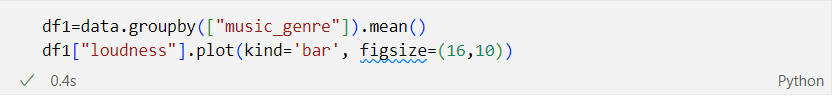 df1=data.groupby(["music_genre"]).mean()
df1["loudness"].plot(kind='bar', figsize=(16,10))
0.4s Python